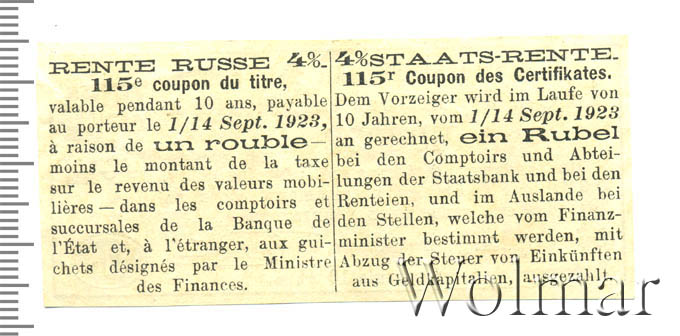 RENTE RUSSE 4%.
115e coupon du titre,
valable pendant 10 ans, payable
au porteur le 1/14 Sept. 1923,
à raison de un rouble —
moins le montant de la taxe
sur le revenu des valeurs mobi-
lières — dans les comptoirs et
succursales de la Banque de
l'État et, à l'étranger, aux gui-
chets désignés par le Ministre
des Finances.
4% STAATS-RENTE.
115r Coupon des Certifikates.
Dem Vorzeiger wird im Laufe von
10 Jahren, vom 1/14 Sept. 1923
an gerechnet, ein Rubel
bei den Comptoirs und Abtei-
lungen der Staatsbank und bei den
Renteien, und im Auslande bei
den Stellen, welche vom Finanz-
minister bestimmt werden, mit
Abzug der Steuer von Einkünften
aus Geldkapitalien, ausgezahlt.
Wolmar